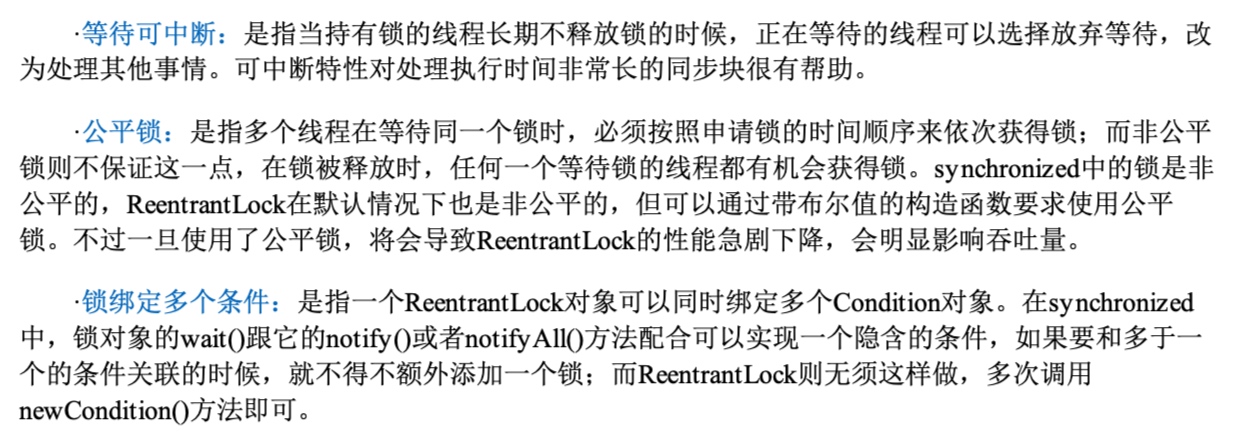 ·等待可中断：是指当持有锁的线程长期不释放锁的时候，正在等待的线程可以选择放弃等待，改
为处理其他事情。可中断特性对处理执行时间非常长的同步块很有帮助。
·公平锁：是指多个线程在等待同一个锁时，必须按照申请锁的时间顺序来依次获得锁；而非公平
锁则不保证这一点，在锁被释放时，任何一个等待锁的线程都有机会获得锁。synchronized中的锁是非
公平的，ReentrantLock在默认情况下也是非公平的，但可以通过带布尔值的构造函数要求使用公平
锁。不过一旦使用了公平锁，将会导致ReentrantLock的性能急剧下降，会明显影响吞吐量。
·锁绑定多个条件：是指一个ReentrantLock对象可以同时绑定多个Condition对象。在synchronized
中，锁对象的wait()跟它的notify()或者notifyAll()方法配合可以实现一个隐含的条件，如果要和多于一
个的条件关联的时候，就不得不额外添加一个锁；而ReentrantLock则无须这样做，多次调用
newCondition()方法即可。